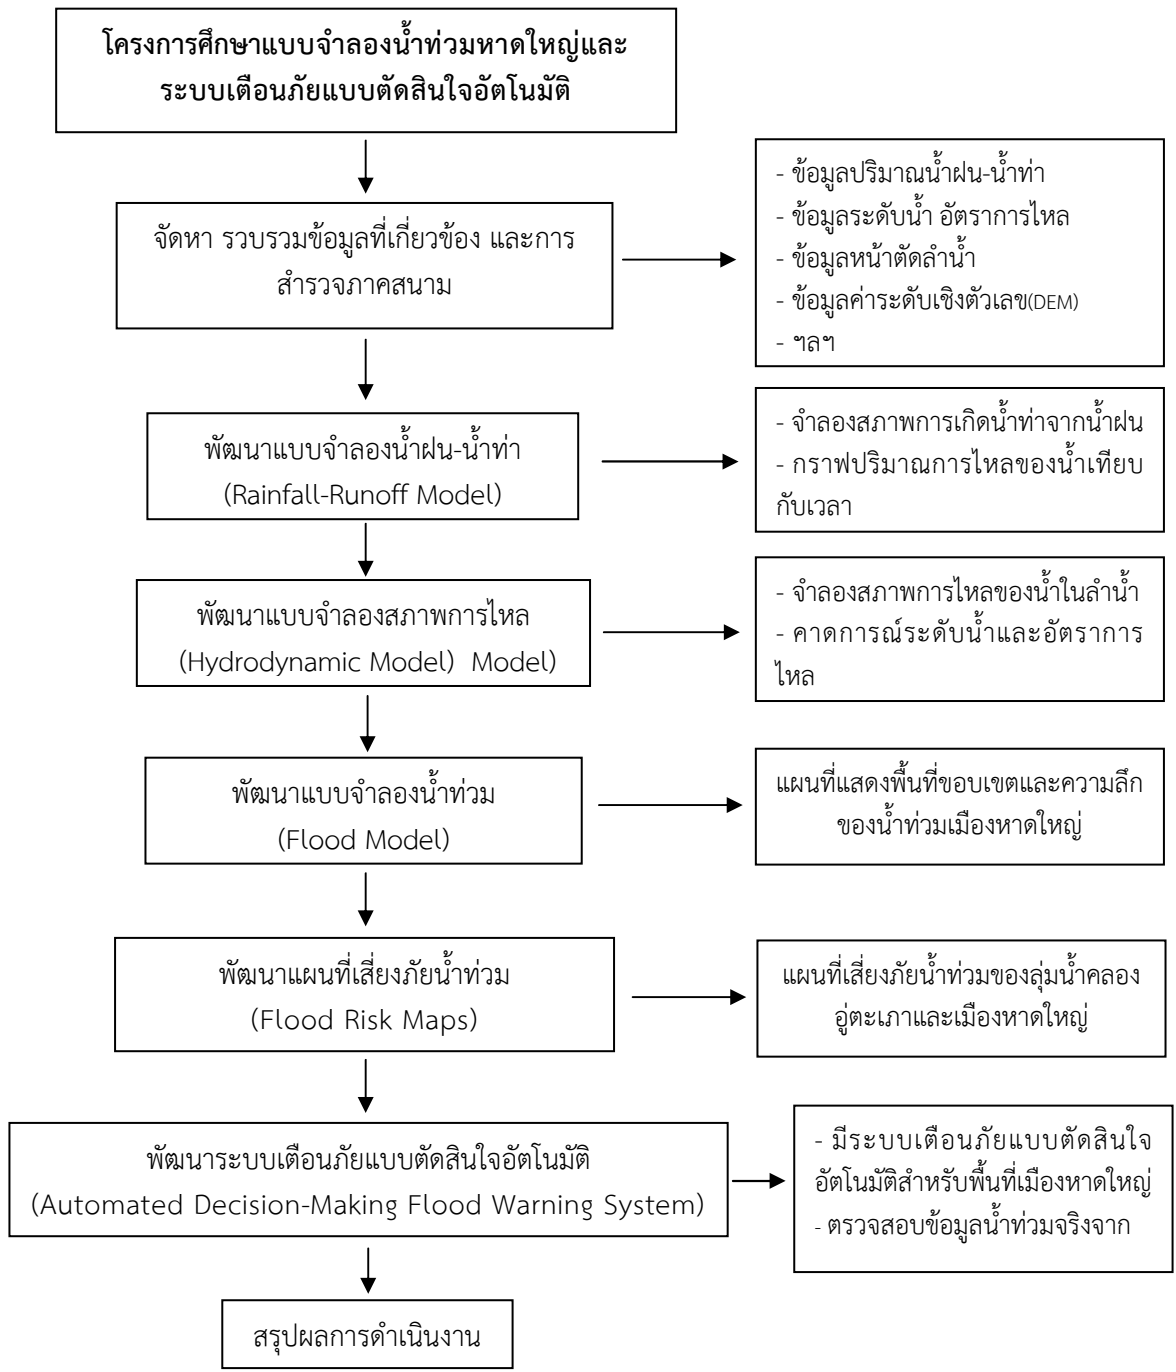 โครงการศึกษาแบบจำลองน้ำท่วมหาดใหญ่และ
ระบบเตือนภัยแบบตัดสินใจอัตโนมัติ
จัดหา รวบรวมข้อมูลที่เกี่ยวข้อง และการ
สำรวจภาคสนาม
- ข้อมูลปริมาณน้ำฝน-น้ำท่า
- ข้อมูลระดับน้ำ อัตราการไหล
- ข้อมูลหน้าตัดลำน้ำ
- ข้อมูลค่าระดับเชิงตัวเลข(DEM)
- ฯลฯ
พัฒนาแบบจำลองน้ำฝน-น้ำท่า
(Rainfall-Runoff Model)
- จำลองสภาพการเกิดน้ำท่าจากน้ำฝน
- กราฟปริมาณการไหลของน้ำเทียบ
กับเวลา
พัฒนาแบบจำลองสภาพการไหล
(Hydrodynamic Model) Model)
- จำลองสภาพการไหลของน้ำในลำน้ำ
- คาดการณ์ระดับน้ำและอัตราการ
ไหล
พัฒนาแบบจำลองน้ำท่วม
(Flood Model)
แผนที่แสดงพื้นที่ขอบเขตและความลึก
ของน้ำท่วมเมืองหาดใหญ่
พัฒนาแผนที่เสี่ยงภัยน้ำท่วม
(Flood Risk Maps)
แผนที่เสี่ยงภัยน้ำท่วมของลุ่มน้ำคลอง
อู่ตะเภาและเมืองหาดใหญ่
พัฒนาระบบเตือนภัยแบบตัดสินใจอัตโนมัติ
(Automated Decision-Making Flood Warning System)
- มีระบบเตือนภัยแบบตัดสินใจ
อัตโนมัติสำหรับพื้นที่เมืองหาดใหญ่
- ตรวจสอบข้อมูลน้ำท่วมจริงจาก
สรุปผลการดำเนินงาน